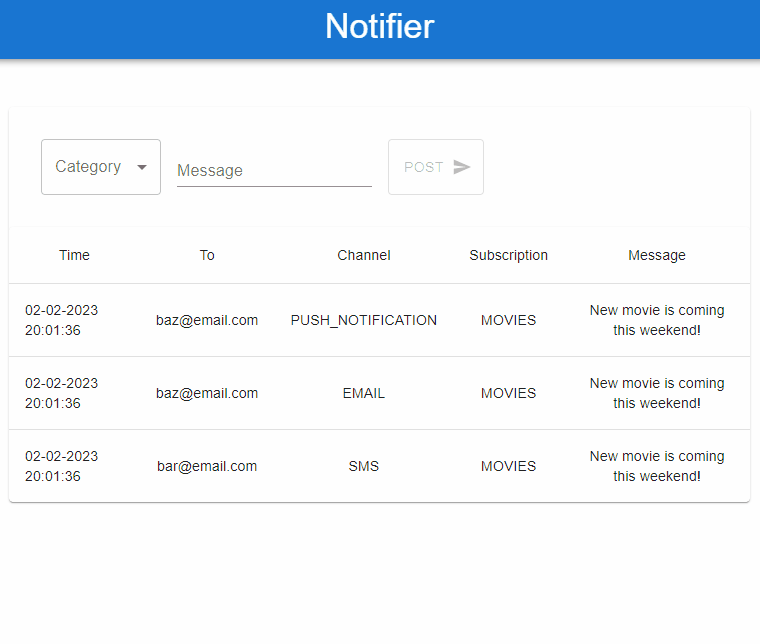 Notifier
Category
Message
POST
Time To Channel Subscription Message
02-02-2023 20:01:36 baz@email.com PUSH_NOTIFICATION MOVIES New movie is coming this weekend!
02-02-2023 20:01:36 baz@email.com EMAIL MOVIES New movie is coming this weekend!
02-02-2023 20:01:36 bar@email.com SMS MOVIES New movie is coming this weekend!